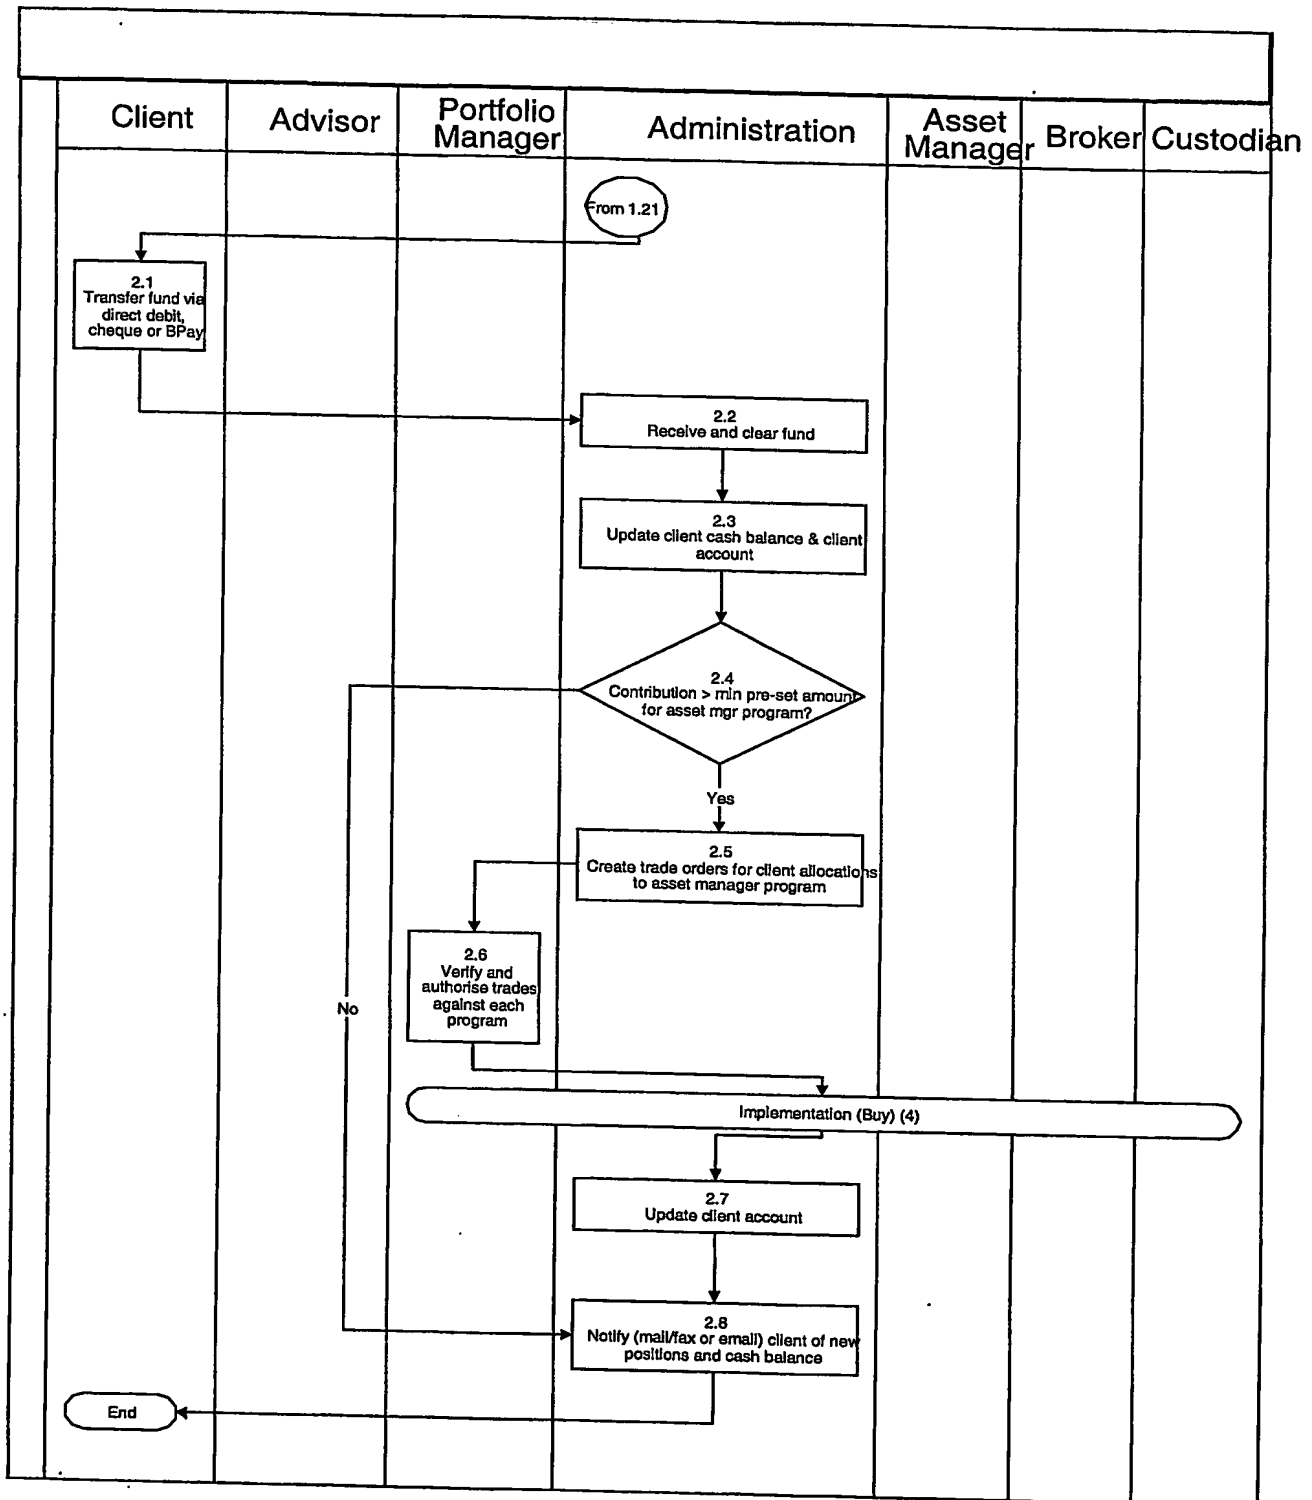 Client
Advisor
Portfolio
Manager
Administration
Asset
Manager
Broker
Custodian
From 1.21
2.1
Transfer fund via
direct debit,
cheque or BPay
2.2
Receive and clear fund
2.3
Update client cash balance & client
account
2.4
Contribution > min pre-set amount
for asset mgr program?
Yes
2.5
Create trade orders for client allocations
to asset manager program
2.6
Verify and
authorise trades
against each
program
No
Implementation (Buy) (4)
2.7
Update client account
2.8
Notify (mail/fax or email) client of new
positions and cash balance
End